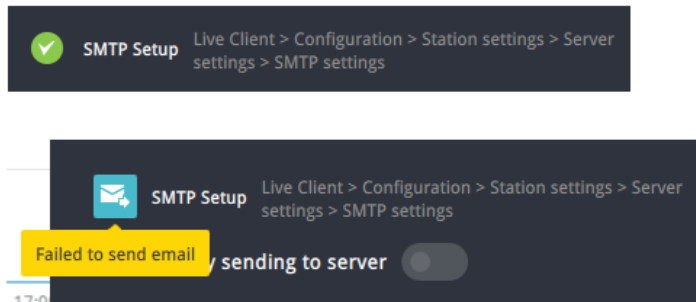 SMTP Setup
Live Client > Configuration > Station settings > Server
settings > SMTP settings
SMTP Setup
Live Client > Configuration > Station settings > Server
settings > SMTP settings
Failed to send email
y sending to server